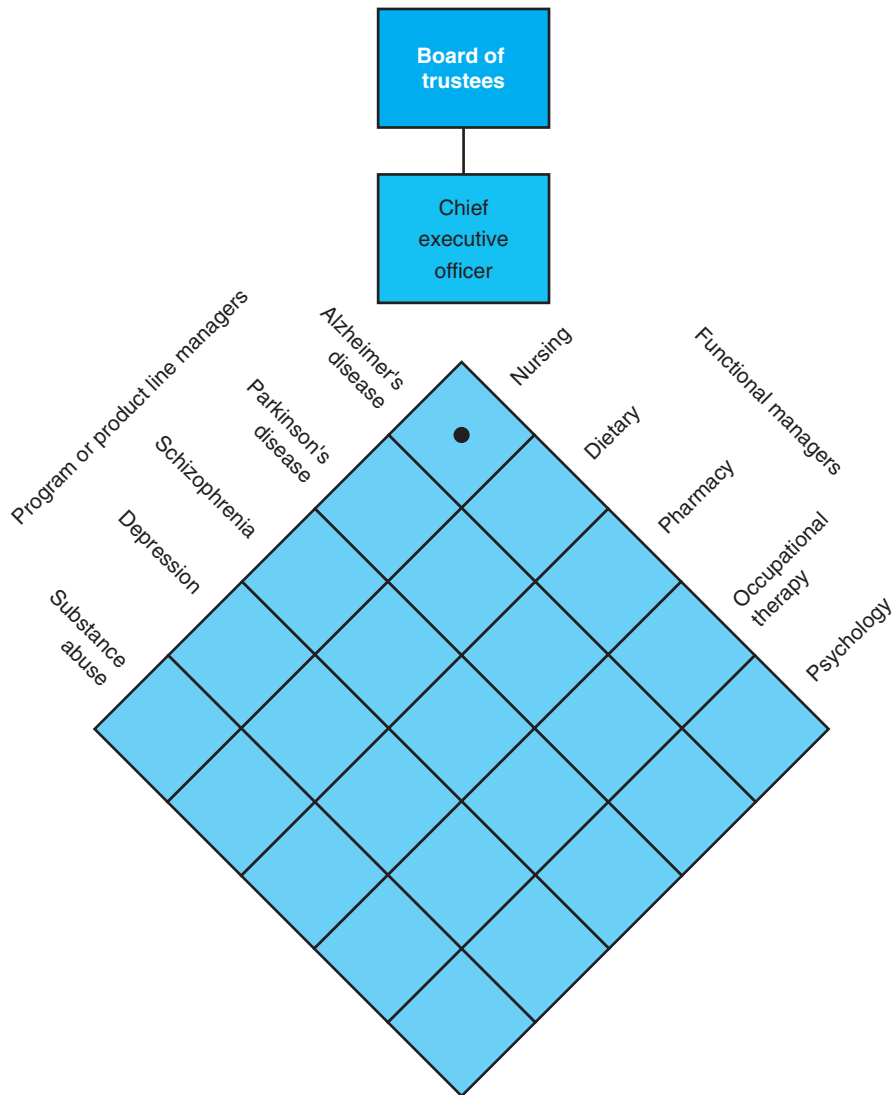 Board of
trustees
Chief
executive
officer
Program or product line managers
Alzheimer's
disease
Parkinson's
disease
Schizophrenia
Depression
Substance
abuse
Functional managers
Nursing
Dietary
Pharmacy
Occupational
therapy
Psychology